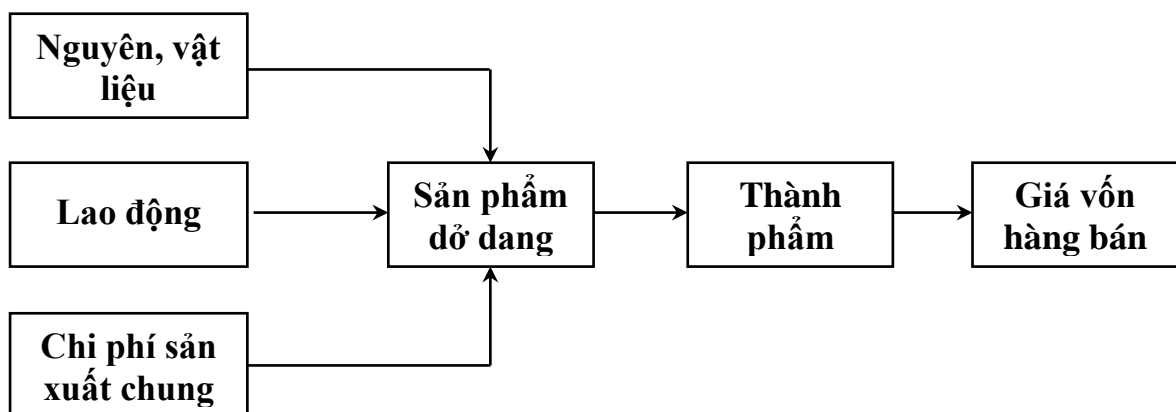 Nguyên, vật
liệu
Lao động
Sản phẩm
dở dang
Thành
phẩm
Giá vốn
hàng bán
Chi phí sản
xuất chung